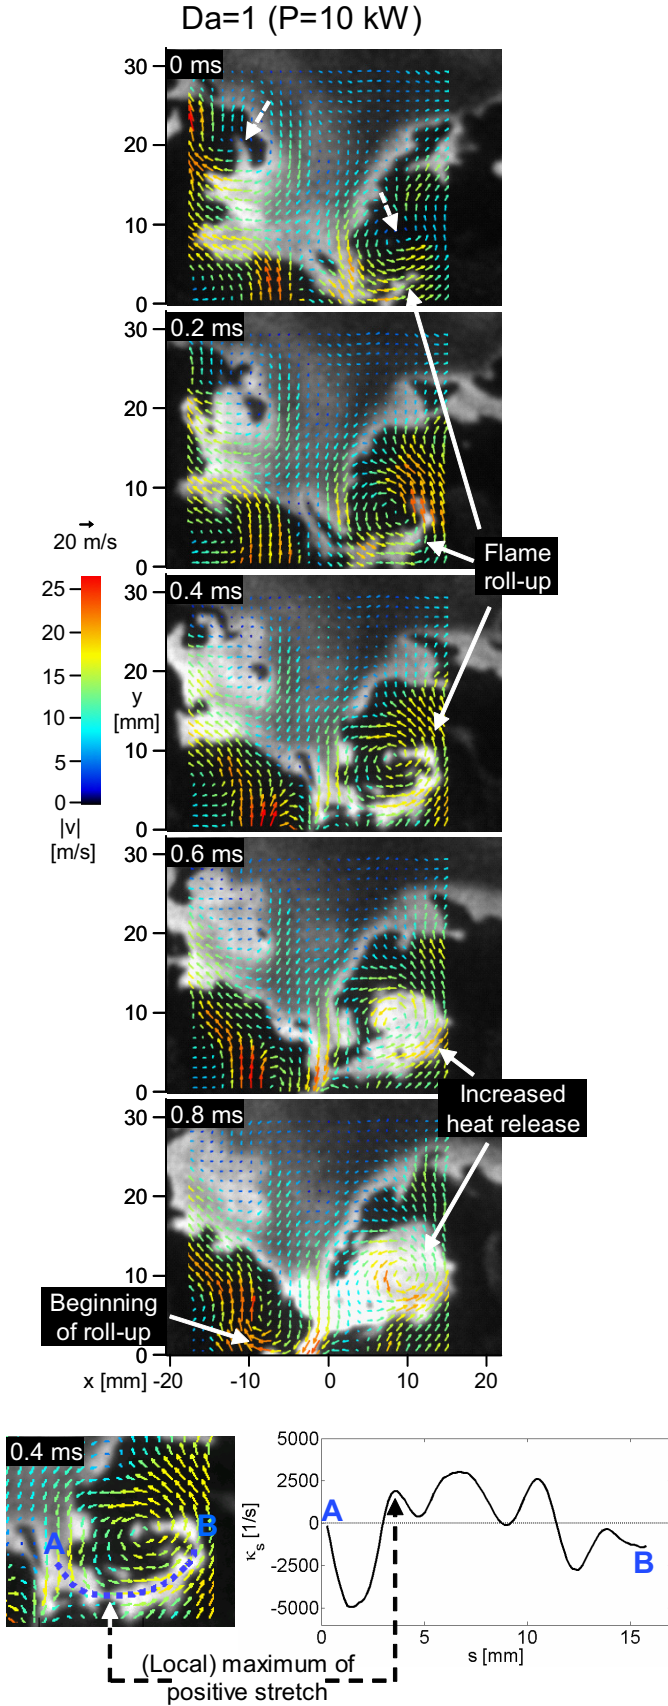 Da=1 (P=10 kW)
0 ms
30
20
10
0
0.2 ms
30
20
10
0
20 m/s
Flame
roll-up
25
20
15
10
5
0
|v|
[m/s]
0.4 ms
30
20
y
[mm]
10
0
0.6 ms
30
20
10
0
Increased
heat release
0.8 ms
30
20
10
0
Beginning
of roll-up
x [mm] -20 -10 0 10 20
0.4 ms
A
B
5000
2500
0
-2500
-5000
κs [1/s]
A
B
0 5 10 15
s [mm]
(Local) maximum of
positive stretch